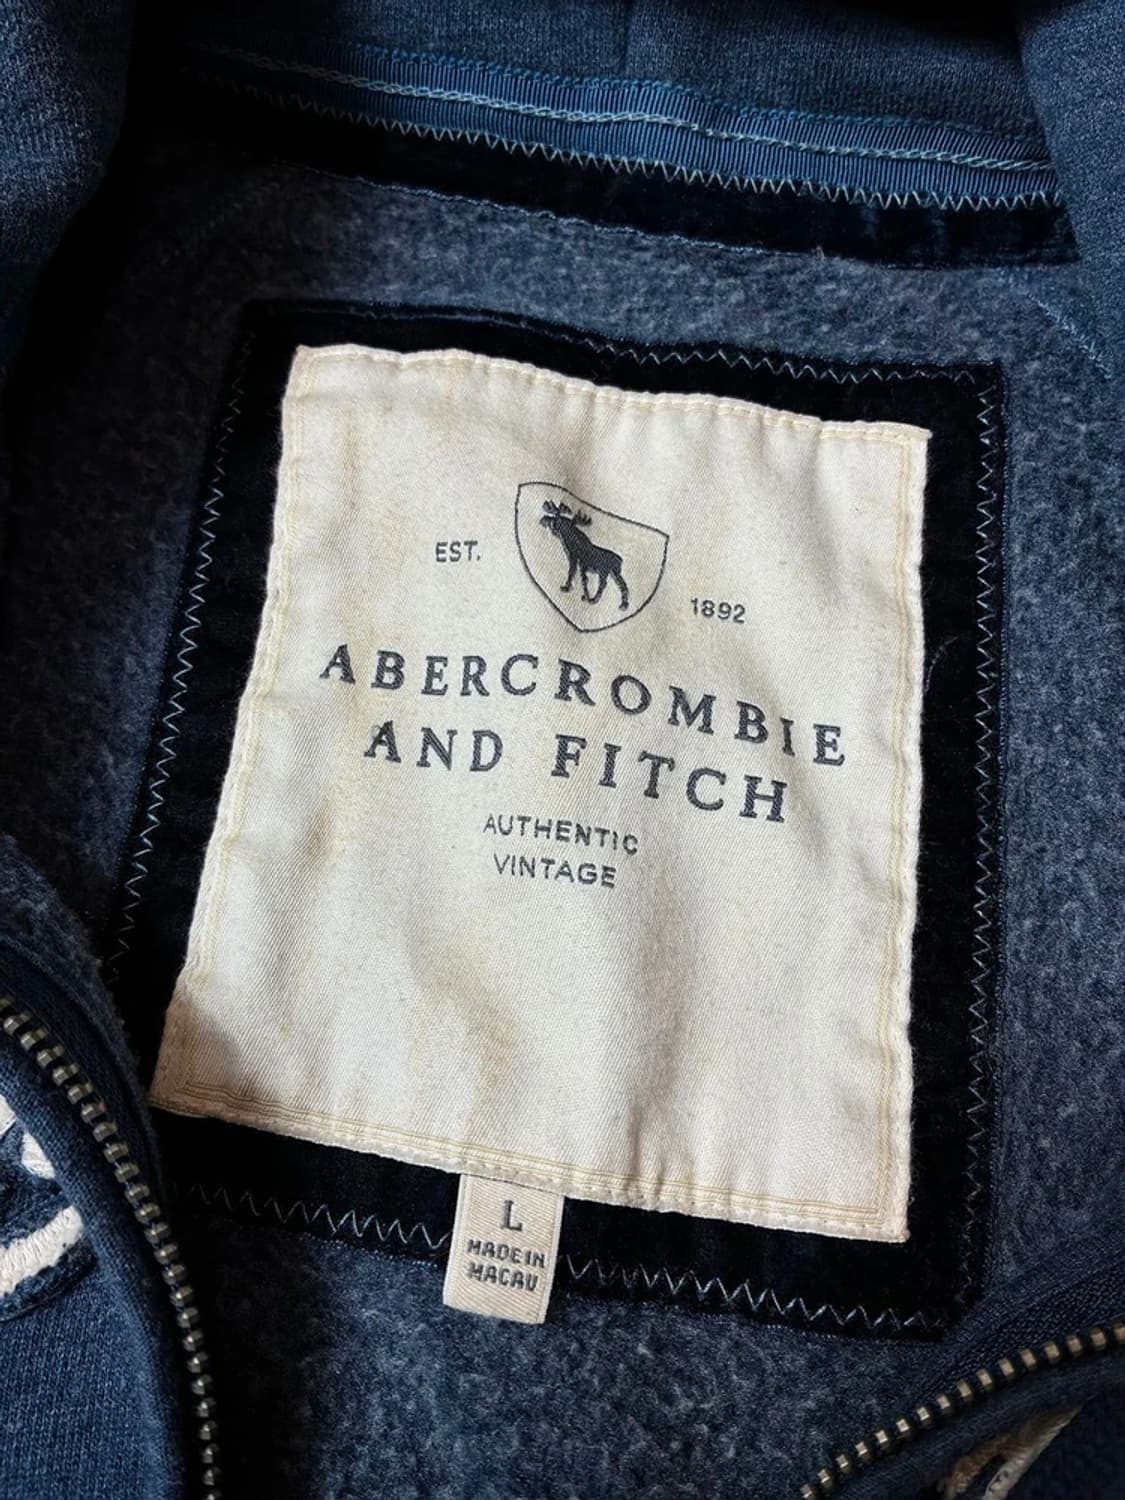 EST. 1892
ABERCROMBIE
AND FITCH
AUTHENTIC
VINTAGE
L
MADE IN
MACAU